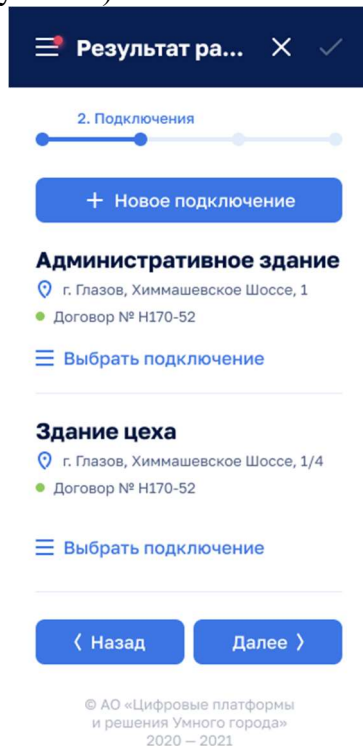 Результат ра...
2. Подключения
+ Новое подключение
Административное здание
г. Глазов, Химмашевское Шоссе, 1
Договор № Н170-52
Выбрать подключение
Здание цеха
г. Глазов, Химмашевское Шоссе, 1/4
Договор № Н170-52
Выбрать подключение
Назад
Далее
© АО «Цифровые платформы
и решения Умного города»
2020 – 2021